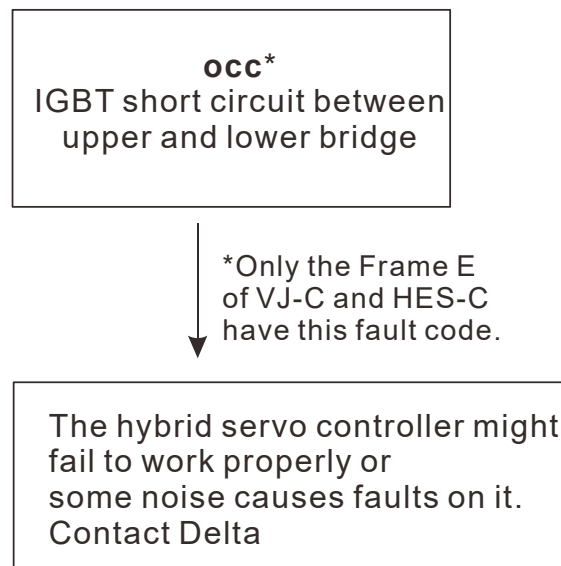 occ*
IGBT short circuit between
upper and lower bridge
*Only the Frame E
of VJ-C and HES-C
have this fault code.
The hybrid servo controller might
fail to work properly or
some noise causes faults on it.
Contact Delta